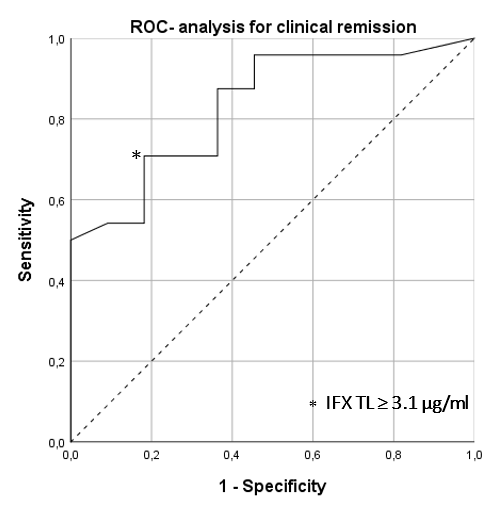 ROC- analysis for clinical remission
1,0
0,8
0,6
0,4
0,2
0,0
Sensitivity
* IFX TL ≥ 3.1 µg/ml
0,0 0,2 0,4 0,6 0,8 1,0
1 - Specificity